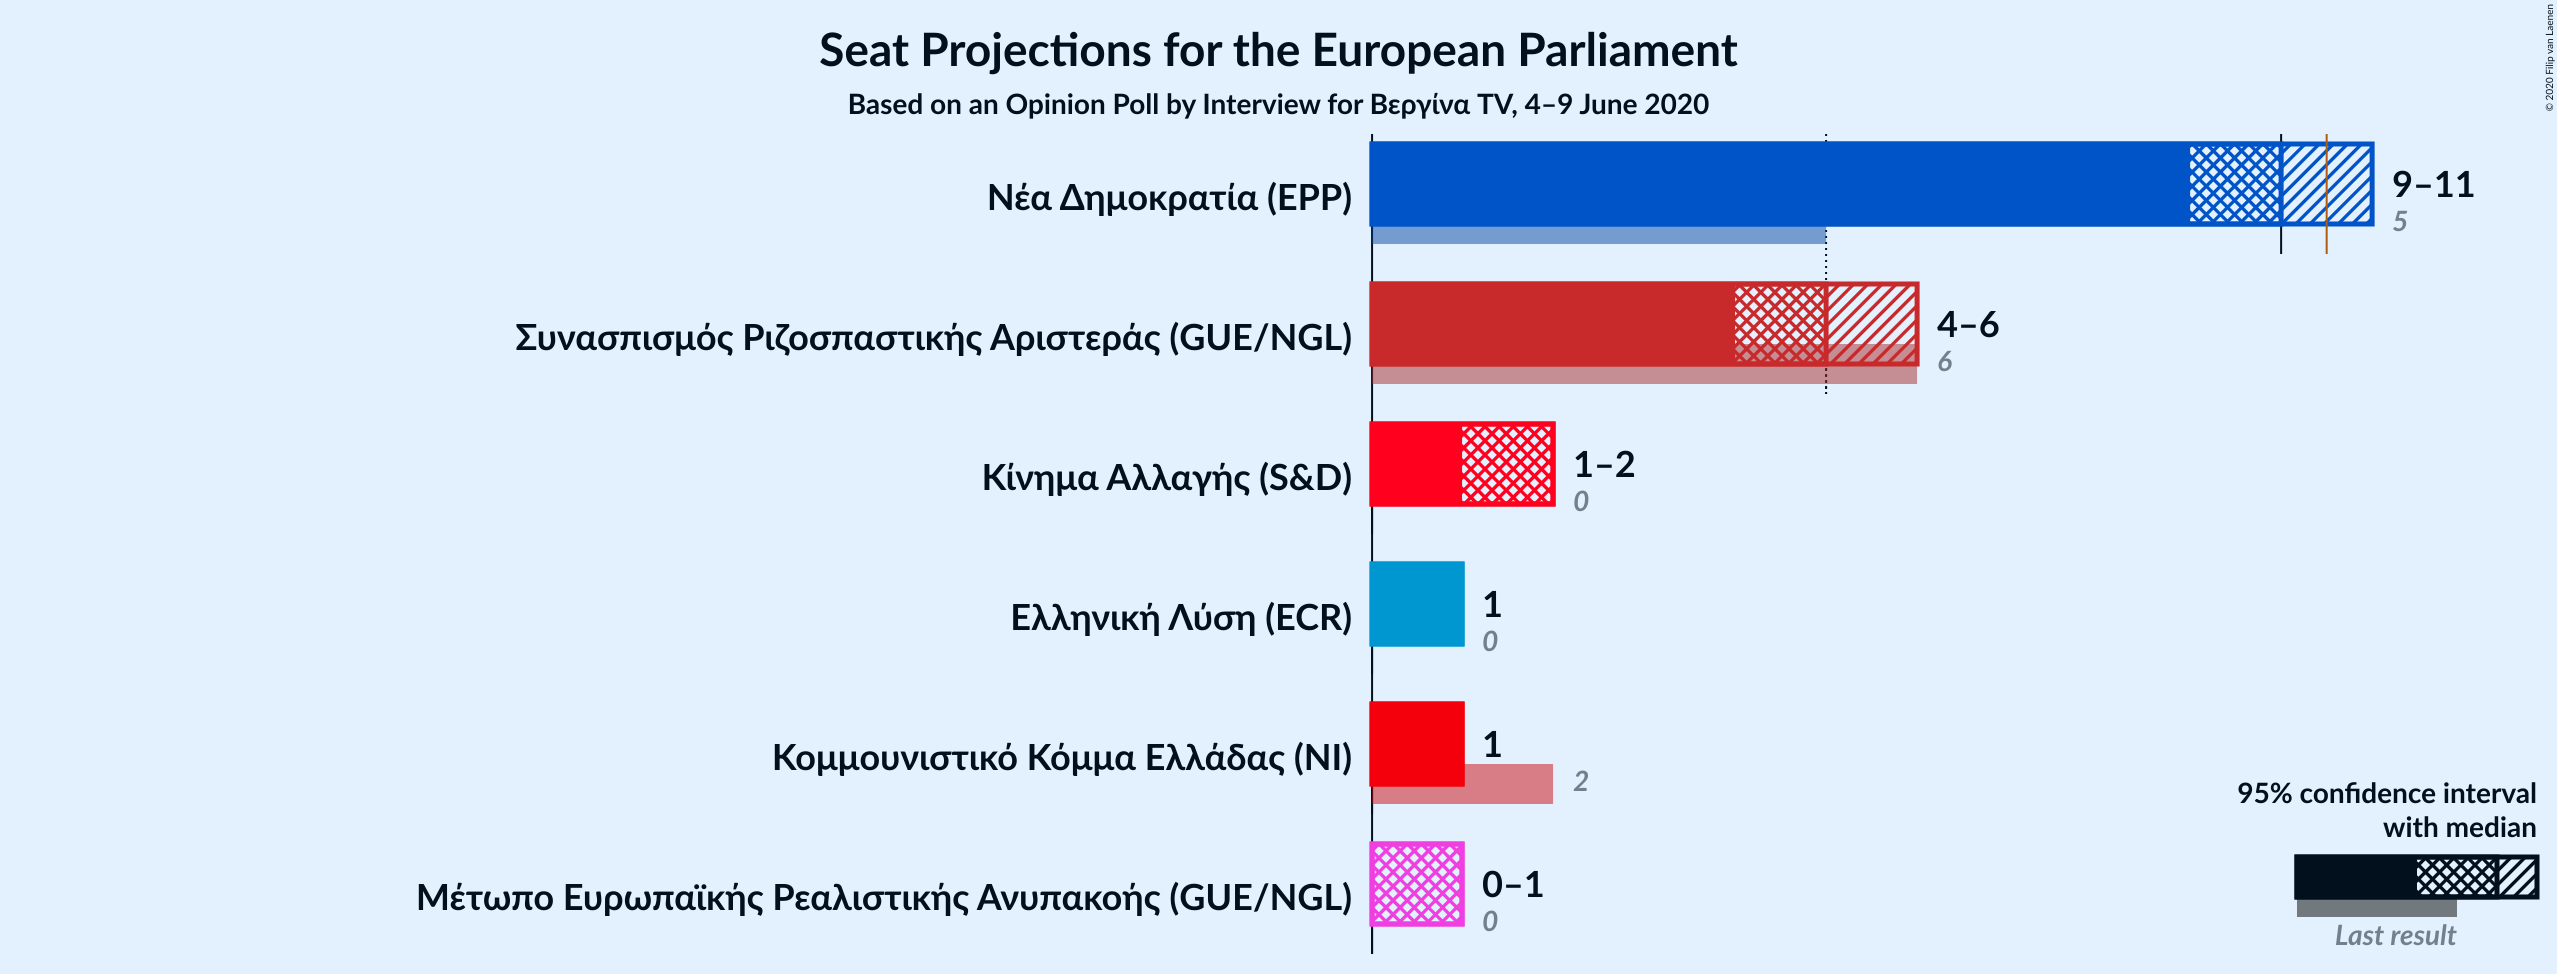 Seat Projections for the European Parliament
Based on an Opinion Poll by Interview for Βεργίνα TV, 4–9 June 2020
© 2020 Filip van Laenen
Νέα Δημοκρατία (EPP)
9–11
5
Συνασπισμός Ριζοσπαστικής Αριστεράς (GUE/NGL)
4–6
6
Κίνημα Αλλαγής (S&D)
1–2
0
Ελληνική Λύση (ECR)
1
0
Κομμουνιστικό Κόμμα Ελλάδας (NI)
1
2
Μέτωπο Ευρωπαϊκής Ρεαλιστικής Ανυπακοής (GUE/NGL)
0–1
0
95% confidence interval
with median
Last result